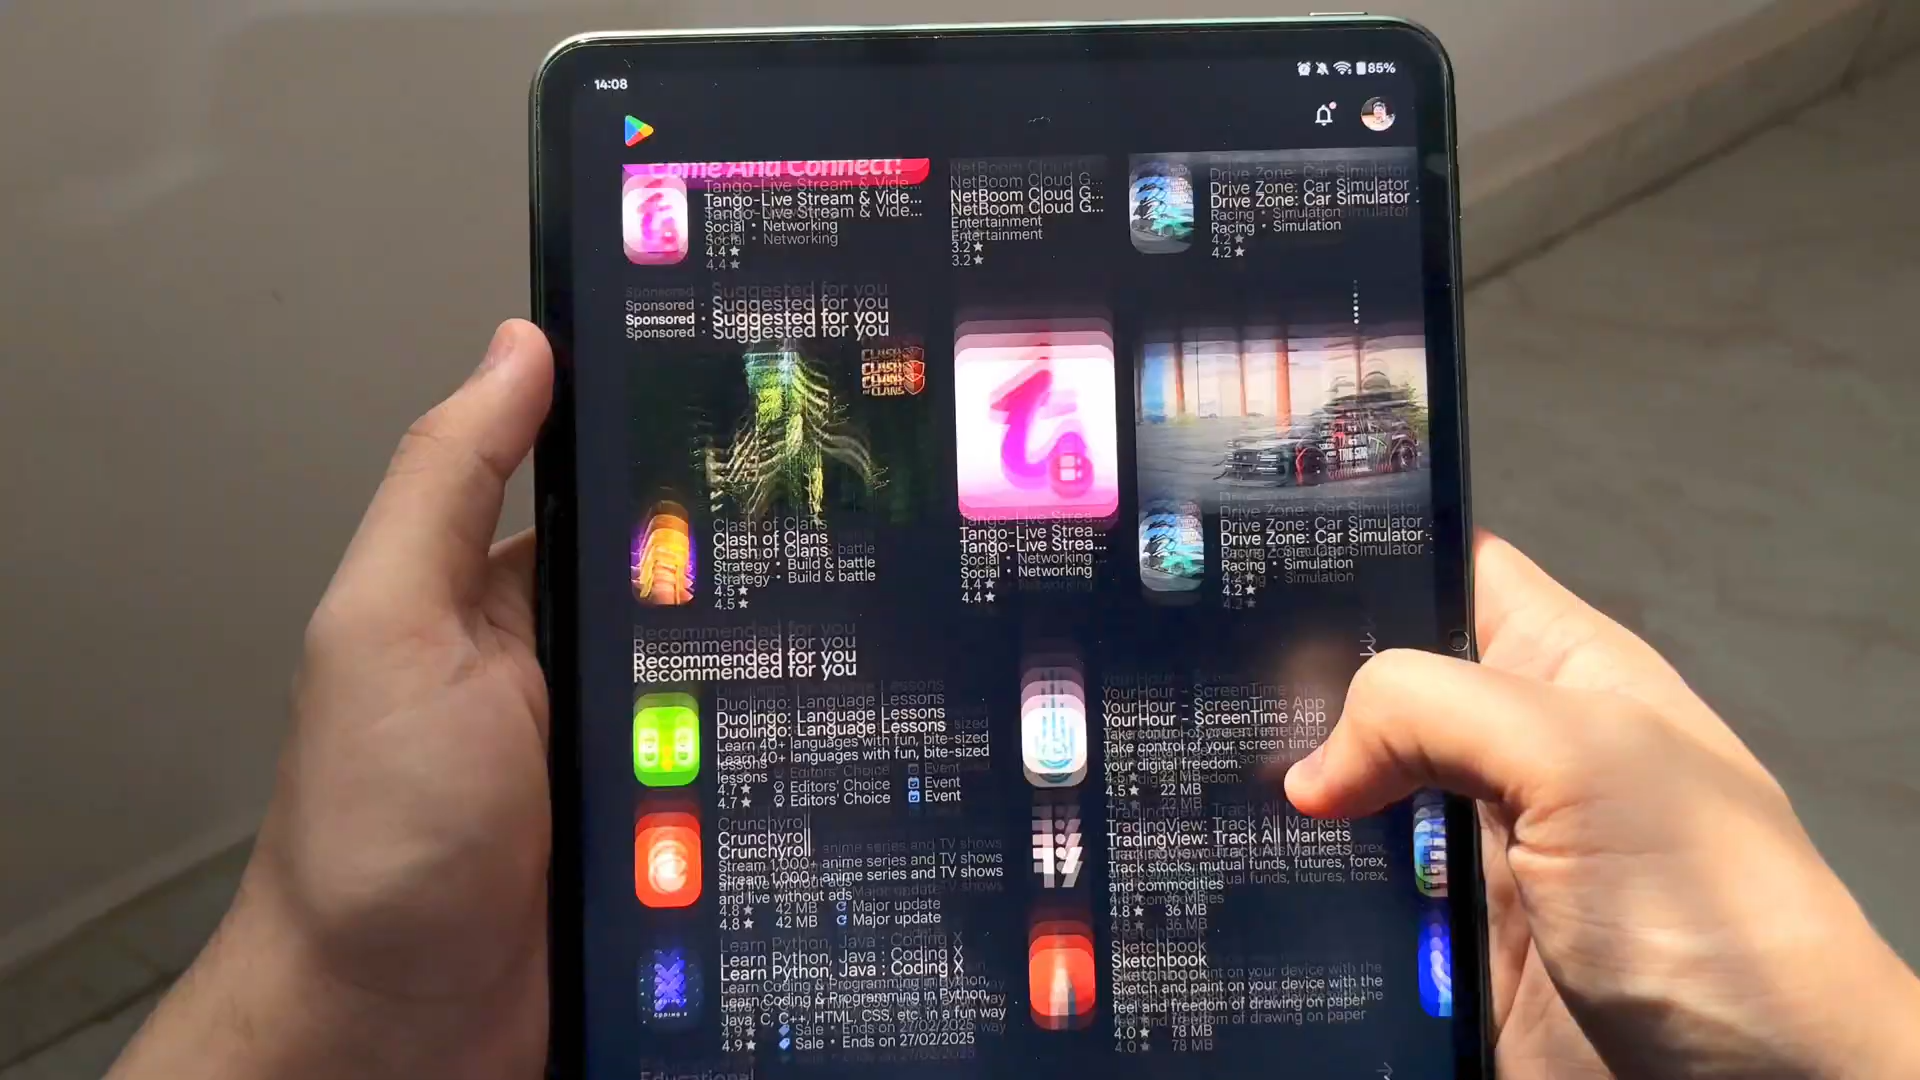 14:08
85%
Come And Connect!
Tango-Live Stream & Vide...
Social • Networking
4.4 ★
NetBoom Cloud G...
Entertainment
3.2 ★
Drive Zone: Car Simulator .
Racing • Simulation
4.2 ★
Sponsored • Suggested for you
CLASH
OF CLANS
Clash of Clans
Strategy • Build & battle
4.5 ★
Tango-Live Strea...
Social • Networking
4.4 ★
Drive Zone: Car Simulator .
Racing • Simulation
4.2 ★
Recommended for you
Duolingo: Language Lessons
Learn 40+ languages with fun, bite-sized
lessons
4.7 ★ Editors' Choice Event
YourHour - ScreenTime App
Take control of your screen time,
your digital freedom.
4.5 ★ 22 MB
Crunchyroll
Stream 1,000+ anime series and TV shows
and live without ads
4.8 ★ 42 MB Major update
TradingView: Track All Markets
Track stocks, mutual funds, futures, forex,
and commodities
4.8 ★ 36 MB
CODING X
Learn Python, Java : Coding X
Learn Coding & Programming in Python,
Java, C, C++, HTML, CSS, etc. in a fun way
4.9 ★ Sale • Ends on 27/02/2025
Sketchbook
Sketch and paint on your device with the
feel and freedom of drawing on paper
4.0 ★ 78 MB
Educational